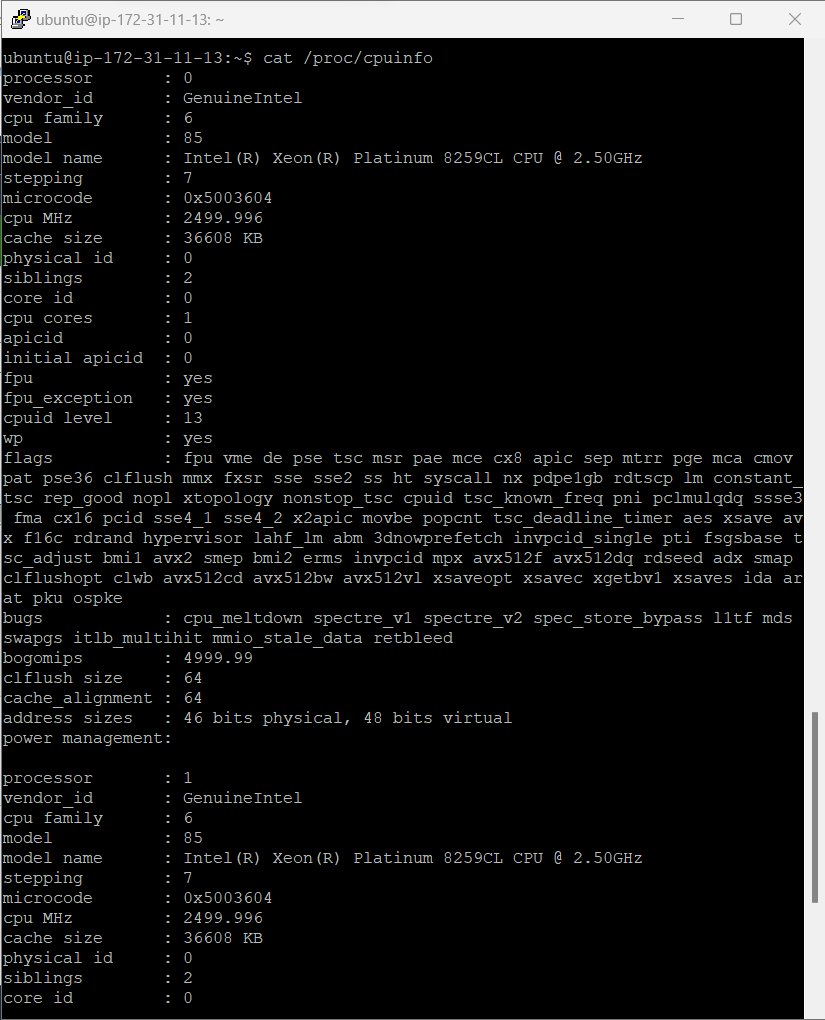 ubuntu@ip-172-31-11-13: ~
ubuntu@ip-172-31-11-13:~$ cat /proc/cpuinfo
processor       : 0
vendor_id       : GenuineIntel
cpu family      : 6
model           : 85
model name      : Intel(R) Xeon(R) Platinum 8259CL CPU @ 2.50GHz
stepping        : 7
microcode       : 0x5003604
cpu MHz         : 2499.996
cache size      : 36608 KB
physical id     : 0
siblings        : 2
core id         : 0
cpu cores       : 1
apicid          : 0
initial apicid  : 0
fpu             : yes
fpu_exception   : yes
cpuid level     : 13
wp              : yes
flags           : fpu vme de pse tsc msr pae mce cx8 apic sep mtrr pge mca cmov
pat pse36 clflush mmx fxsr sse sse2 ss ht syscall nx pdpe1gb rdtscp lm constant_
tsc rep_good nopl xtopology nonstop_tsc cpuid tsc_known_freq pni pclmulqdq ssse3
 fma cx16 pcid sse4_1 sse4_2 x2apic movbe popcnt tsc_deadline_timer aes xsave av
x f16c rdrand hypervisor lahf_lm abm 3dnowprefetch invpcid_single pti fsgsbase t
sc_adjust bmi1 avx2 smep bmi2 erms invpcid mpx avx512f avx512dq rdseed adx smap
clflushopt clwb avx512cd avx512bw avx512vl xsaveopt xsavec xgetbv1 xsaves ida ar
at pku ospke
bugs            : cpu_meltdown spectre_v1 spectre_v2 spec_store_bypass l1tf mds
swapgs itlb_multihit mmio_stale_data retbleed
bogomips        : 4999.99
clflush size    : 64
cache_alignment : 64
address sizes   : 46 bits physical, 48 bits virtual
power management:
processor       : 1
vendor_id       : GenuineIntel
cpu family      : 6
model           : 85
model name      : Intel(R) Xeon(R) Platinum 8259CL CPU @ 2.50GHz
stepping        : 7
microcode       : 0x5003604
cpu MHz         : 2499.996
cache size      : 36608 KB
physical id     : 0
siblings        : 2
core id         : 0